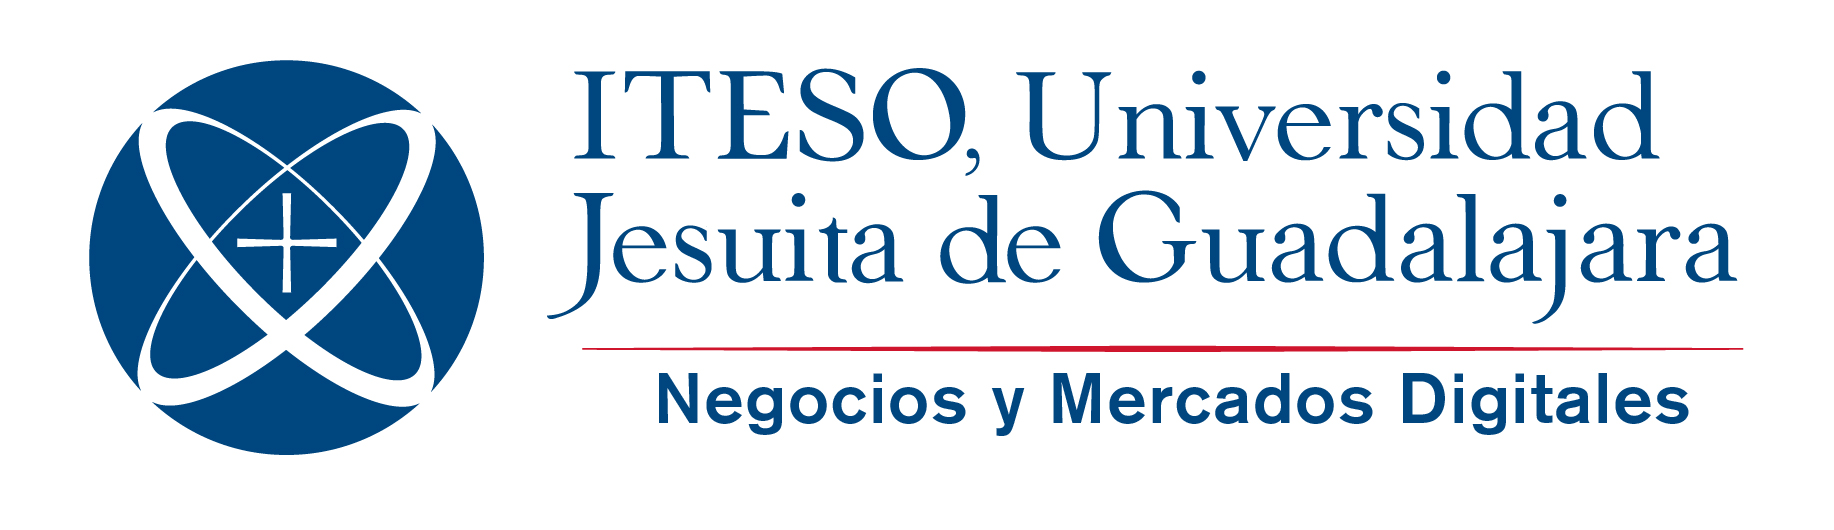 ITESO, Universidad
Jesuita de Guadalajara
Negocios y Mercados Digitales